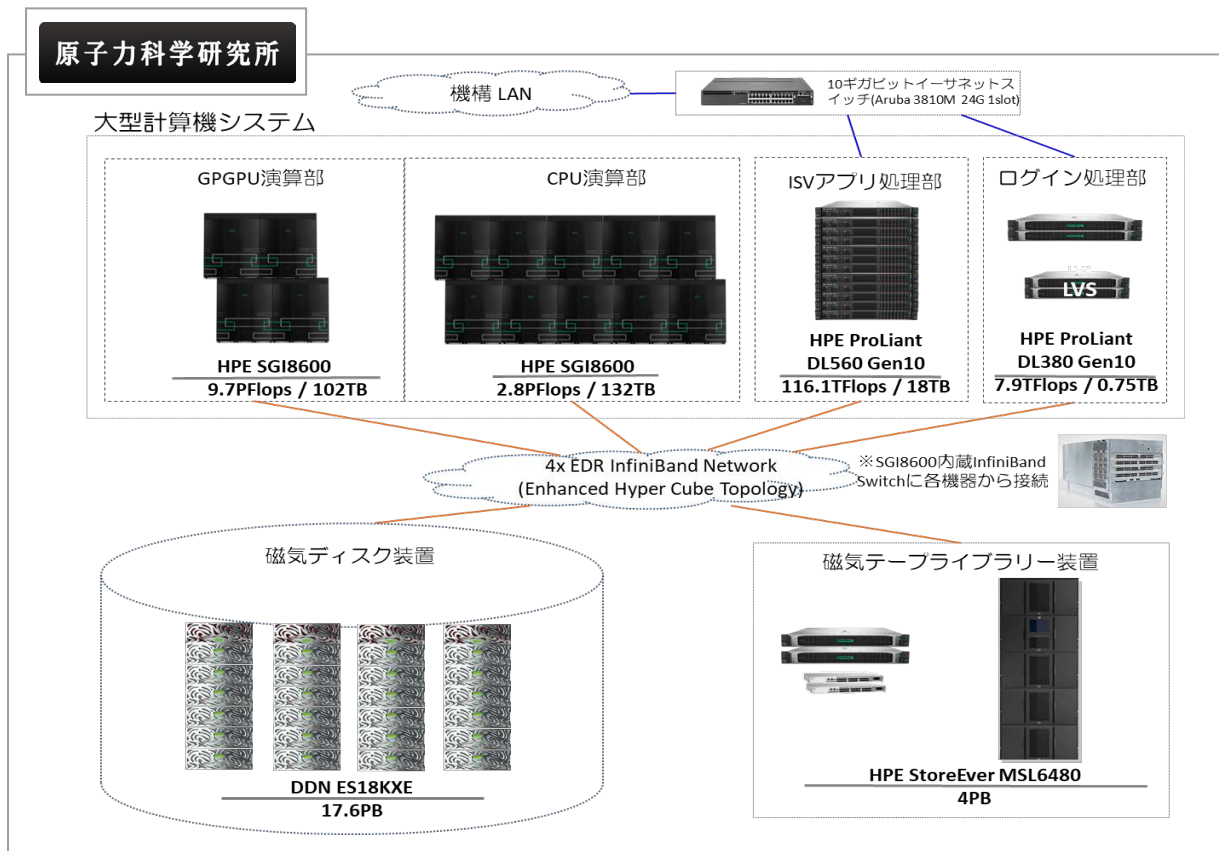 原子力科学研究所
機構 LAN
10ギガビットイーサネットス
イッチ(Aruba 3810M 24G 1slot)
大型計算機システム
GPGPU演算部
HPE SGI8600
9.7PFlops / 102TB
CPU演算部
HPE SGI8600
2.8PFlops / 132TB
ISVアプリ処理部
HPE ProLiant
DL560 Gen10
116.1TFlops / 18TB
ログイン処理部
LVS
HPE ProLiant
DL380 Gen10
7.9TFlops / 0.75TB
4x EDR InfiniBand Network
(Enhanced Hyper Cube Topology)
※SGI8600内蔵InfiniBand
Switchに各機器から接続
磁気ディスク装置
DDN ES18KXE
17.6PB
磁気テープライブラリー装置
HPE StoreEver MSL6480
4PB